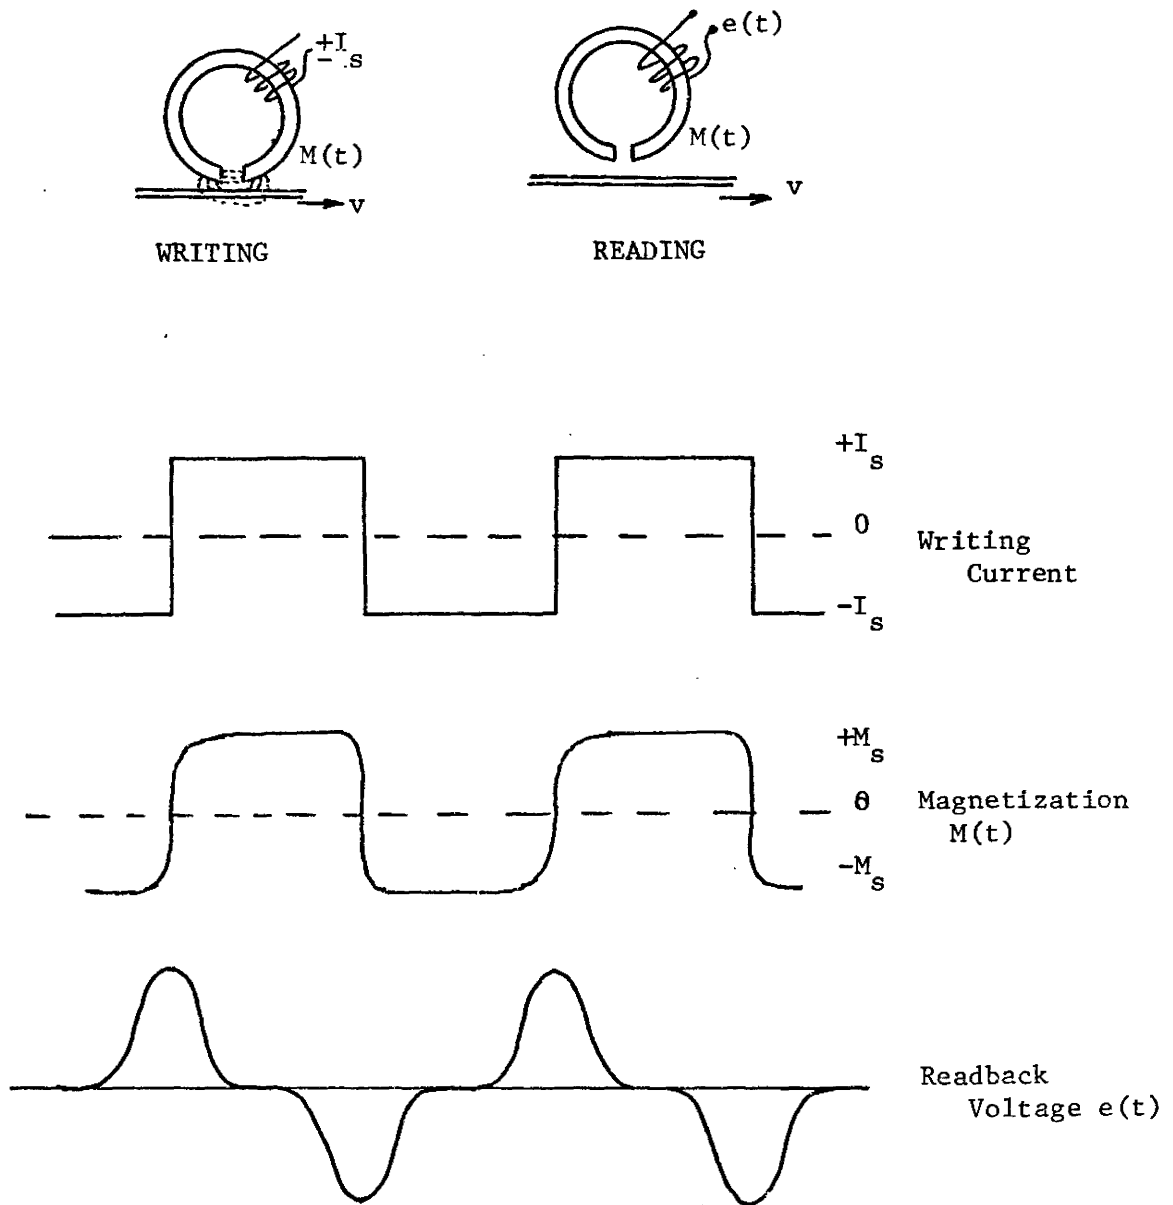 +I
- s
e(t)
M(t)
M(t)
v
v
WRITING
READING
+I s
0
Writing
Current
-I s
+M s
0
Magnetization
M(t)
-M s
Readback
Voltage e(t)